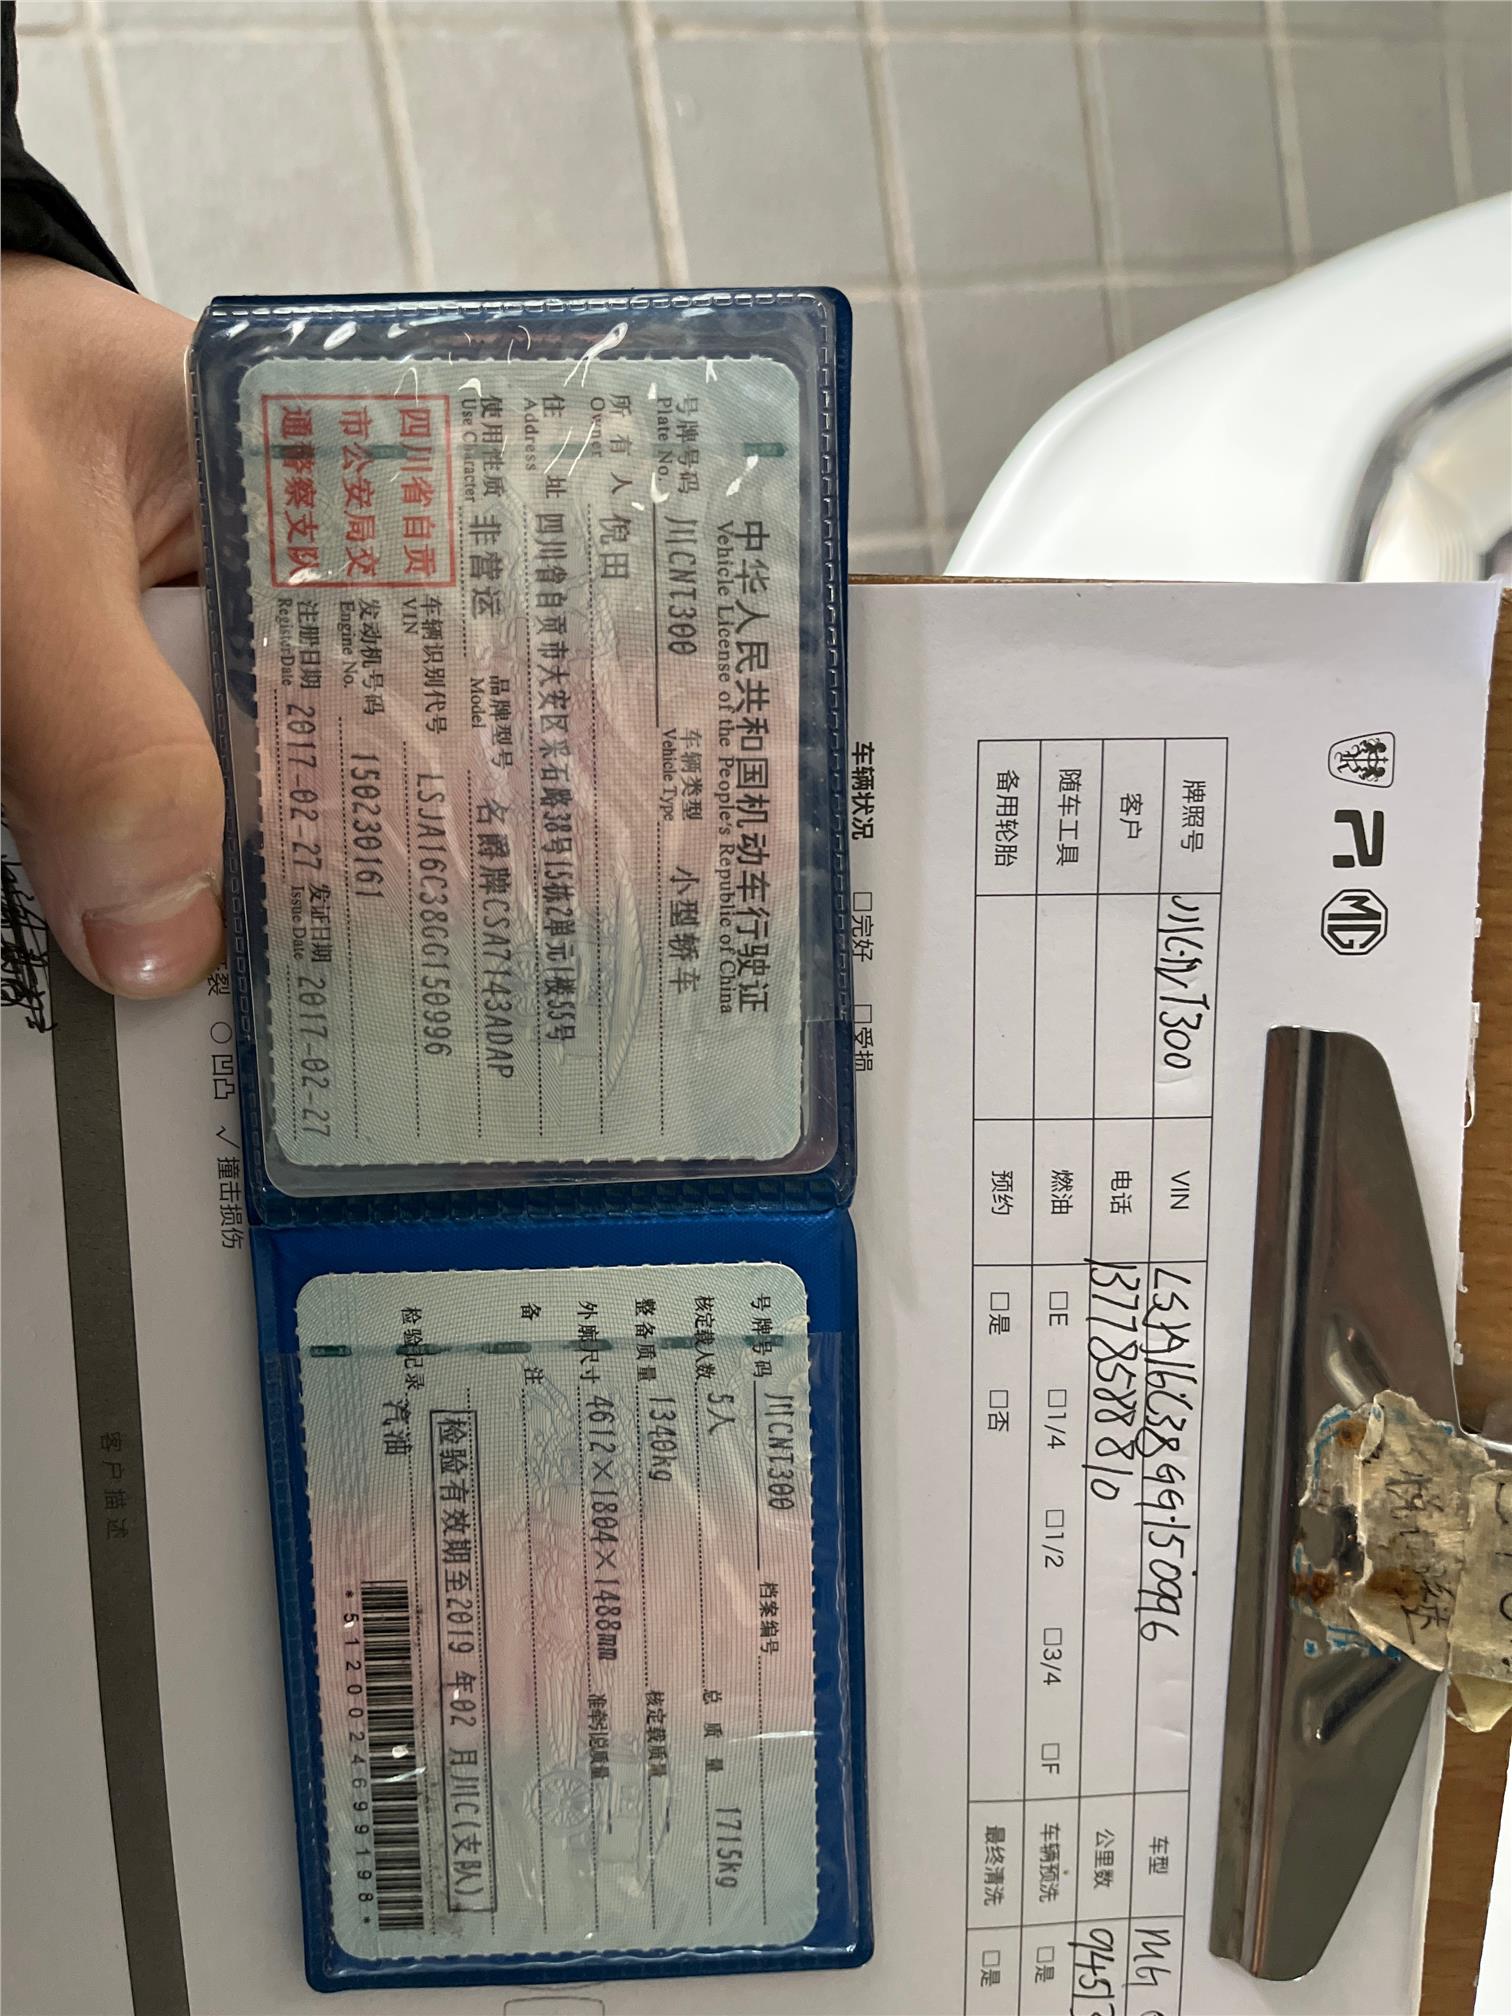 中华人民共和国机动车行驶证
Vehicle License of the People's Republic of China
号牌号码 川CNT300 车辆类型 小型轿车
Plate No. Vehicle Type
所有人 倪田
Owner
住址 四川省自贡市大安区采石路38号15栋2单元1楼55号
Address
使用性质 非营运 品牌型号 名爵牌CSA7143ADAP
Use Character Model
四川省自贡
市公安局交
通警察支队
车辆识别代号 LSJA16C38GG150996
VIN
发动机号码 150230161
Engine No.
注册日期 2017-02-27 发证日期 2017-02-27
Register Date Issue Date
号牌号码 川CNT300 档案编号
核定载人数 5人 总质量 1715kg
整备质量 1340kg 核定载质量
外廓尺寸 4612×1804×1488mm 准牵引总质量
备注
检验有效期至2019年02月川C(支队)
检验记录 汽油
*5120024699198*
MG
牌照号 川CNT300 VIN LSJA16C38GG150996 车型
客户 电话 13778588810 公里数
随车工具 燃油 □E □1/4 □1/2 □3/4 □F 车辆预洗 □是
备用轮胎 预约 □是 □否 最终清洗 □是
车辆状况 □完好 □受损
裂 ○ 凹凸 √ 撞击损伤
客户描述